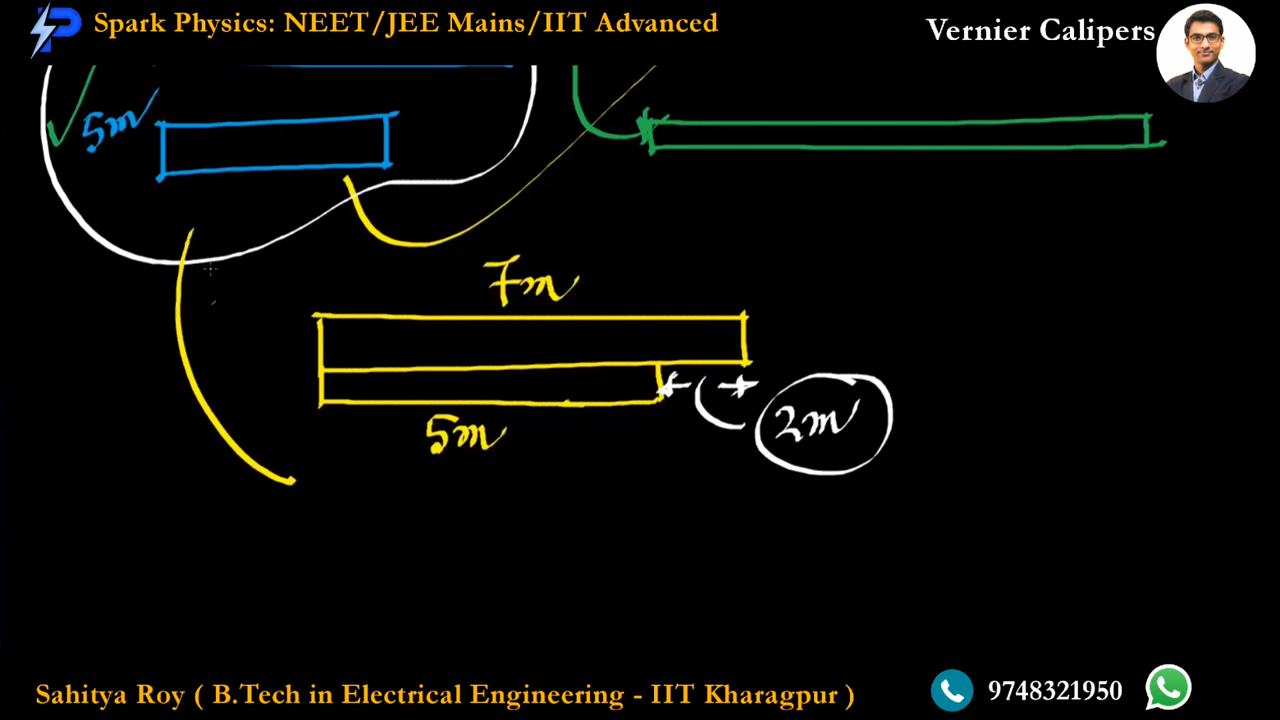 Spark Physics: NEET/JEE Mains/IIT Advanced
Vernier Calipers
5m
7m
5m
2m
Sahitya Roy ( B.Tech in Electrical Engineering - IIT Kharagpur )
9748321950